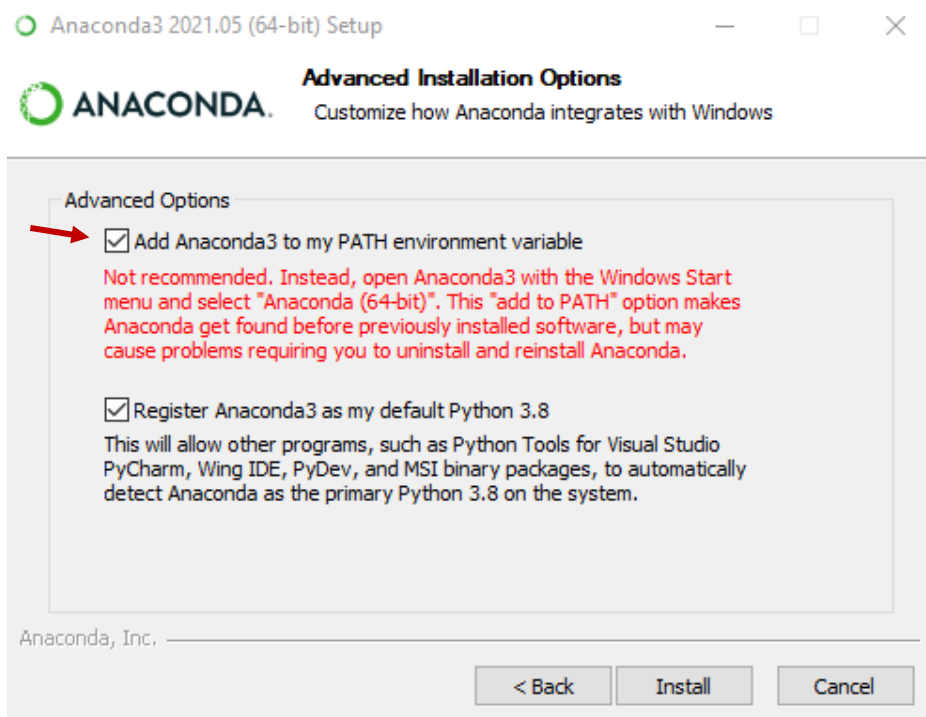 Anaconda3 2021.05 (64-bit) Setup
ANACONDA.
Advanced Installation Options
Customize how Anaconda integrates with Windows
Advanced Options
Add Anaconda3 to my PATH environment variable
Not recommended. Instead, open Anaconda3 with the Windows Start
menu and select "Anaconda (64-bit)". This "add to PATH" option makes
Anaconda get found before previously installed software, but may
cause problems requiring you to uninstall and reinstall Anaconda.
Register Anaconda3 as my default Python 3.8
This will allow other programs, such as Python Tools for Visual Studio
PyCharm, Wing IDE, PyDev, and MSI binary packages, to automatically
detect Anaconda as the primary Python 3.8 on the system.
Anaconda, Inc.
< Back Install Cancel